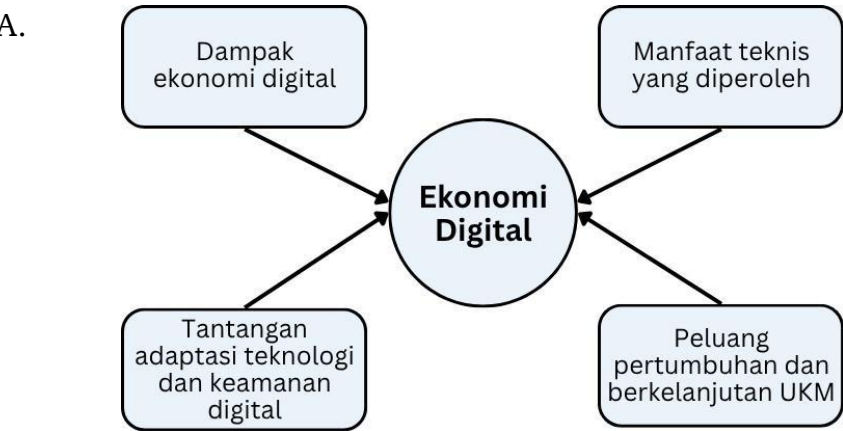 A.
Dampak
ekonomi digital
Manfaat teknis
yang diperoleh
Ekonomi
Digital
Tantangan
adaptasi teknologi
dan keamanan
digital
Peluang
pertumbuhan dan
berkelanjutan UKM